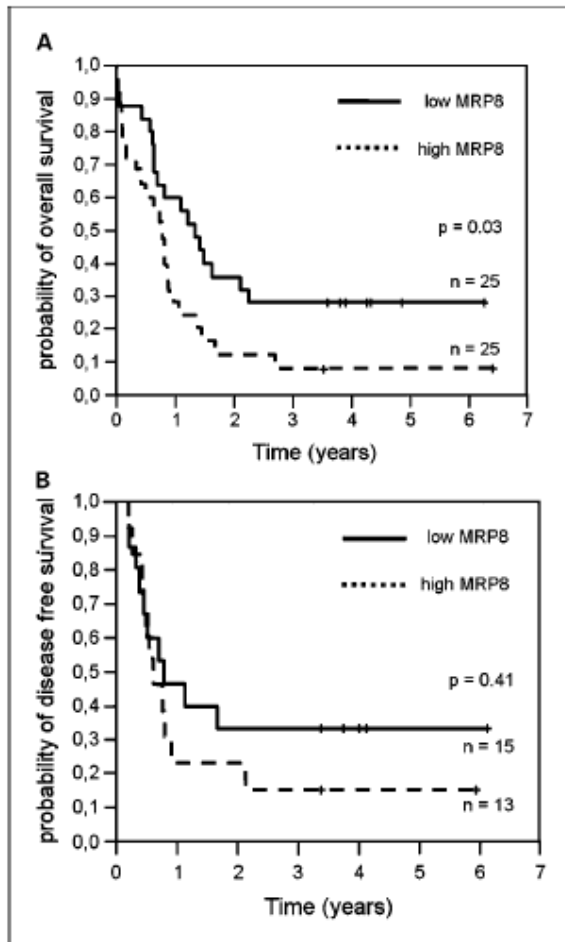 A
1,0
0,9
0,8
0,7
0,6
0,5
0,4
0,3
0,2
0,1
0,0
probability of overall survival
low MRP8
high MRP8
p = 0.03
n = 25
n = 25
0 1 2 3 4 5 6 7
Time (years)
B
1,0
0,9
0,8
0,7
0,6
0,5
0,4
0,3
0,2
0,1
0,0
probability of disease free survival
low MRP8
high MRP8
p = 0.41
n = 15
n = 13
0 1 2 3 4 5 6 7
Time (years)